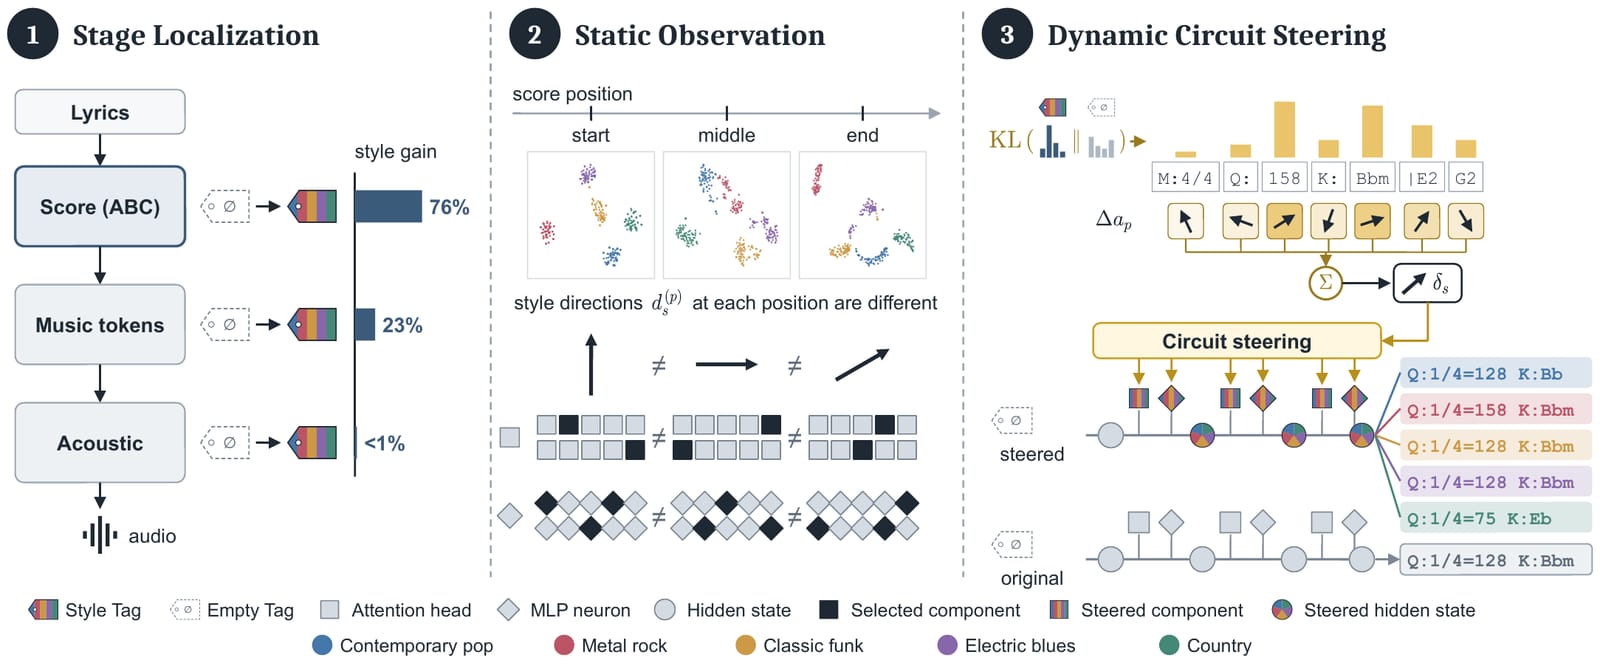 1 Stage Localization
Lyrics
style gain
Score (ABC)
∅
76%
Music tokens
∅
23%
Acoustic
∅
<1%
audio
2 Static Observation
score position
start middle end
style directions d_s^(p) at each position are different
≠ ≠
≠ ≠
≠ ≠
3 Dynamic Circuit Steering
∅
KL ( || )
M:4/4 Q: 158 K: Bbm |E2 G2
Δa_p
Σ
δ_s
Circuit steering
∅
steered
Q:1/4=128 K:Bb
Q:1/4=158 K:Bbm
Q:1/4=128 K:Bbm
Q:1/4=128 K:Bbm
Q:1/4=75 K:Eb
∅
original
Q:1/4=128 K:Bbm
Style Tag ∅ Empty Tag Attention head MLP neuron Hidden state Selected component Steered component Steered hidden state
Contemporary pop Metal rock Classic funk Electric blues Country